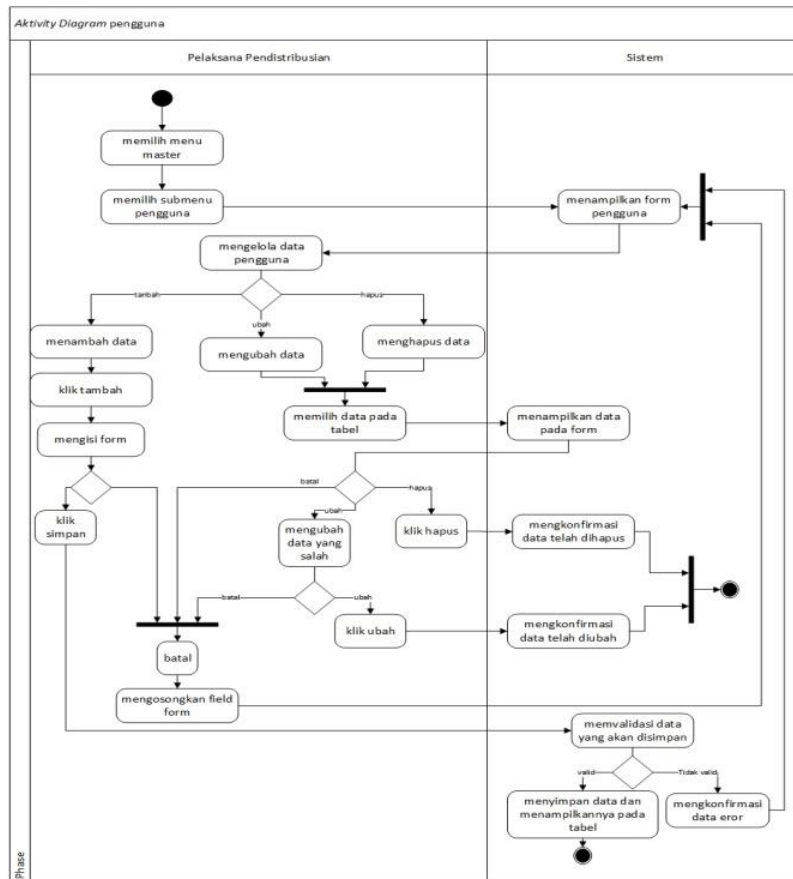 Aktivity Diagram pengguna
Pelaksana Pendistribusian
Sistem
memilih menu
master
memilih submenu
pengguna
menampilkan form
pengguna
mengelola data
pengguna
tambah
hapus
ubah
menambah data
mengubah data
menghapus data
klik tambah
memilih data pada
tabel
menampilkan data
pada form
mengisi form
batal
hapus
ubah
klik
simpan
mengubah
data yang
salah
klik hapus
mengkonfirmasi
data telah dihapus
batal
ubah
klik ubah
mengkonfirmasi
data telah diubah
batal
mengosongkan field
form
memvalidasi data
yang akan disimpan
valid
Tidak valid
menyimpan data dan
menampilkannya pada
tabel
mengkonfirmasi
data eror
Phase